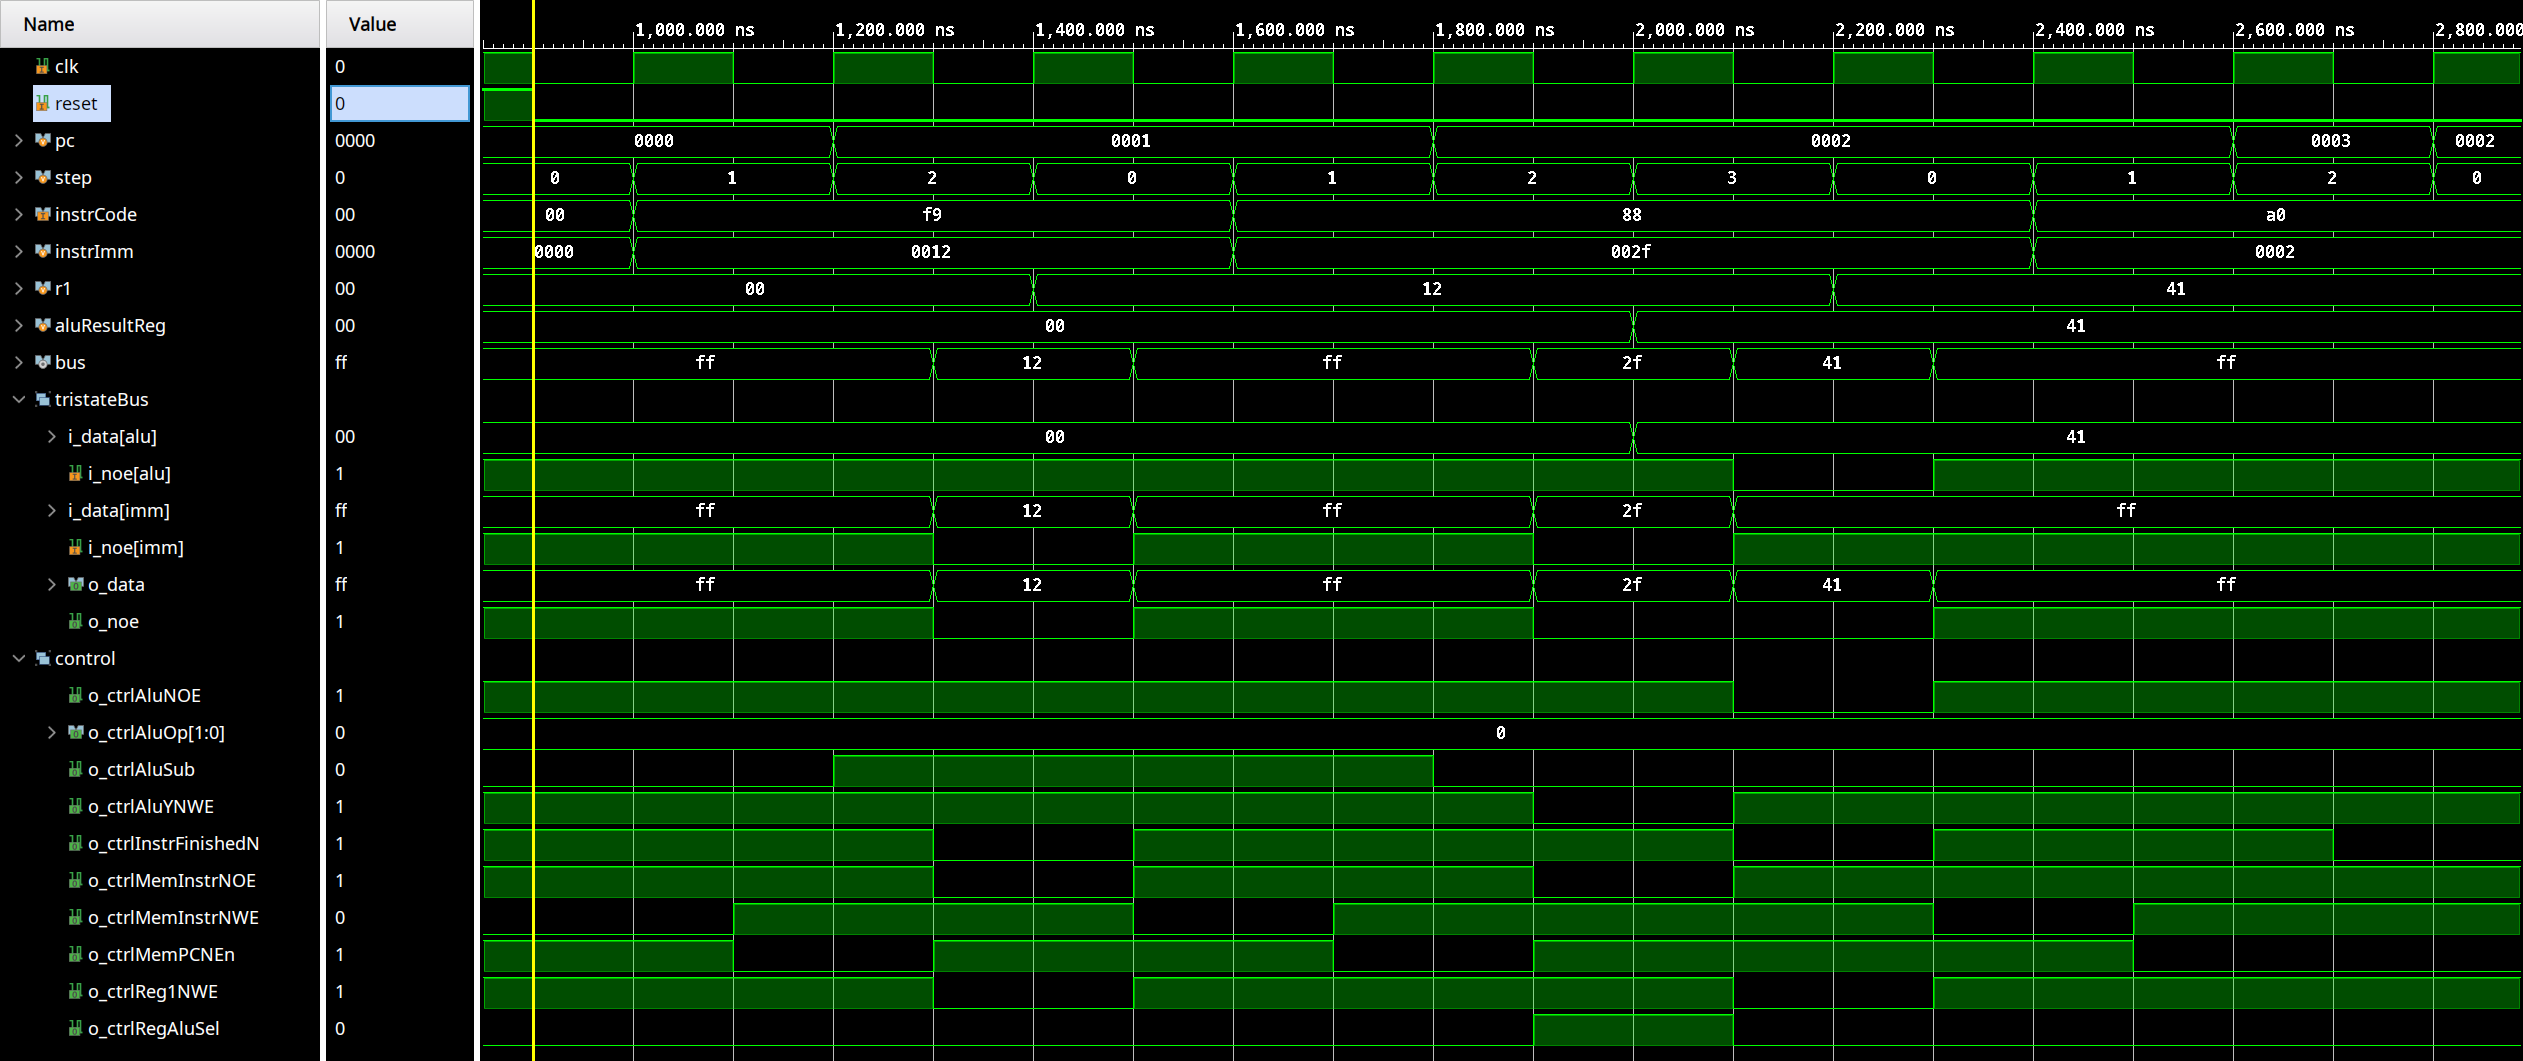 Name Value 1,000.000 ns 1,200.000 ns 1,400.000 ns 1,600.000 ns 1,800.000 ns 2,000.000 ns 2,200.000 ns 2,400.000 ns 2,600.000 ns 2,800.000
clk 0
reset 0
pc 0000 0000 0001 0002 0003 0002
step 0 0 1 2 0 1 2 3 0 1 2 0
instrCode 00 00 f9 88 a0
instrImm 0000 0000 0012 002f 0002
r1 00 00 12 41
aluResultReg 00 00 41
bus ff ff 12 ff 2f 41 ff
tristateBus
i_data[alu] 00 00 41
i_noe[alu] 1
i_data[imm] ff ff 12 ff 2f ff
i_noe[imm] 1
o_data ff ff 12 ff 2f 41 ff
o_noe 1
control
o_ctrlAluNOE 1
o_ctrlAluOp[1:0] 0 0
o_ctrlAluSub 0
o_ctrlAluYNWE 1
o_ctrlInstrFinishedN 1
o_ctrlMemInstrNOE 1
o_ctrlMemInstrNWE 0
o_ctrlMemPCNEn 1
o_ctrlReg1NWE 1
o_ctrlRegAluSel 0